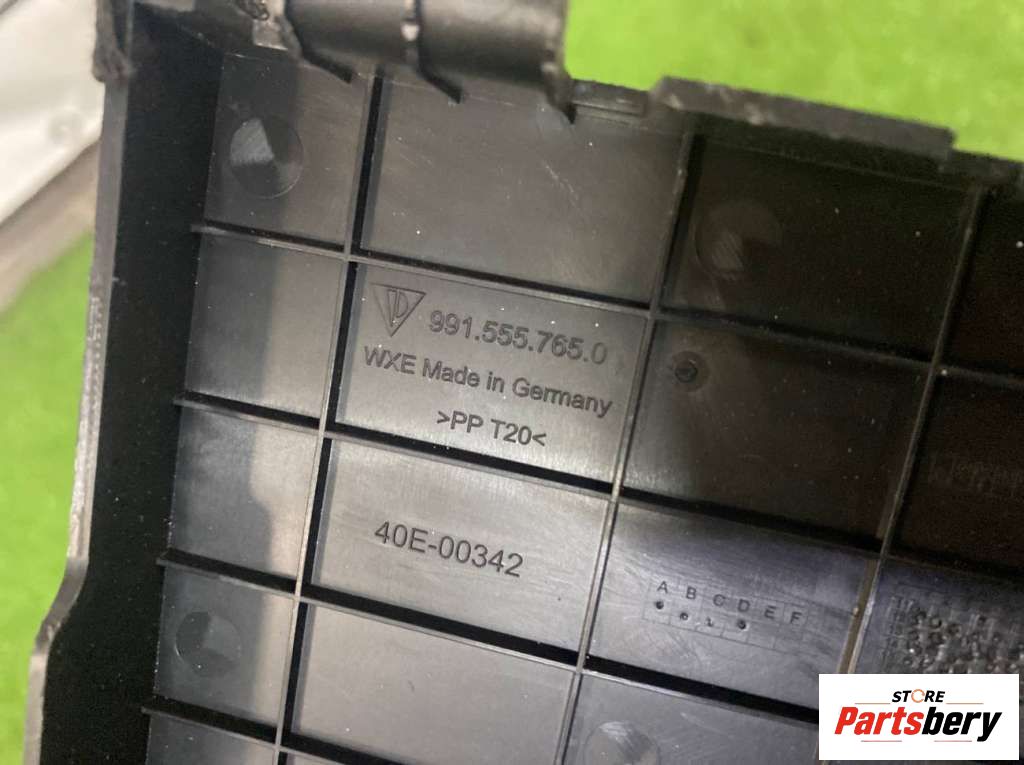 991.555.765.0
WXE Made in Germany
>PP T20<
40E-00342
A B C D E F
STORE
Partsbery